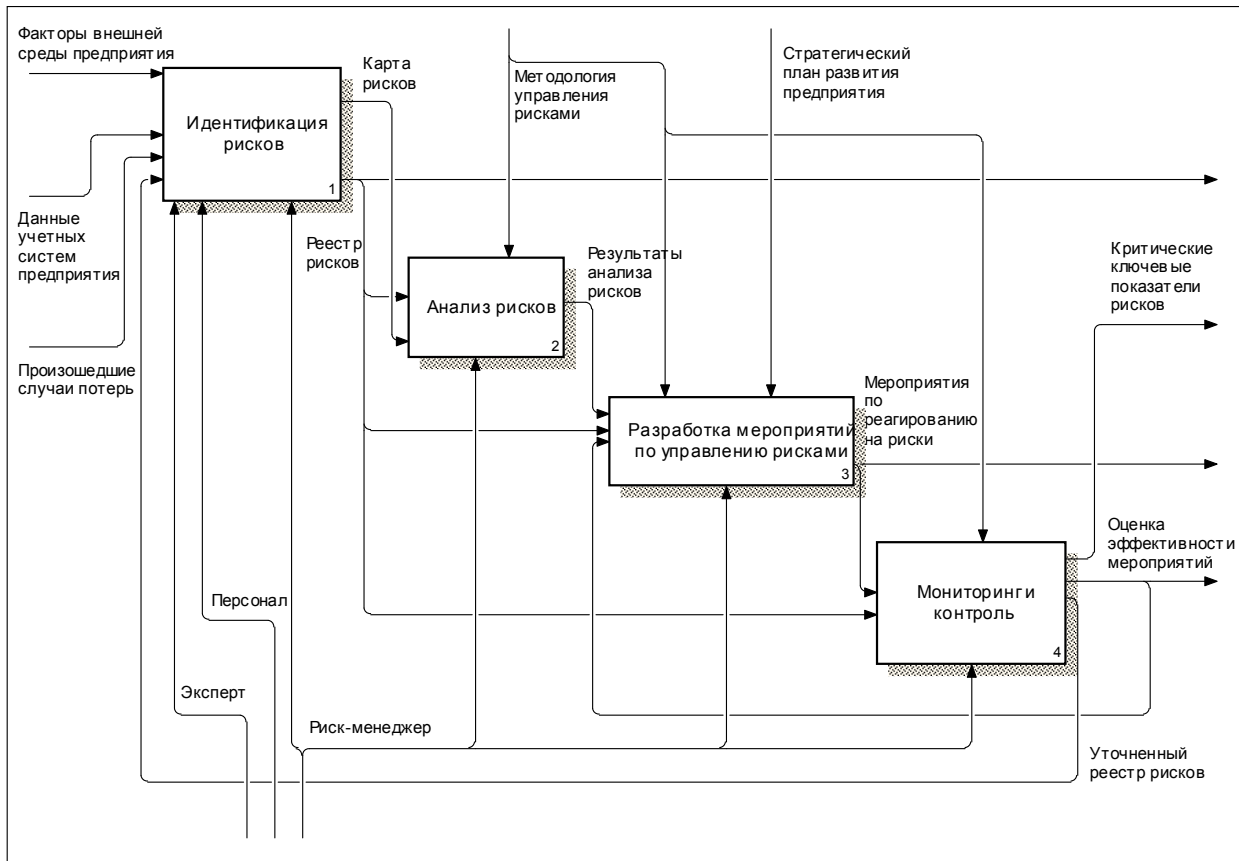 Факторы внешней
среды предприятия
Карта
рисков
Методология
управления
рисками
Стратегический
план развития
предприятия
Идентификация
рисков
1
Данные
учетных
систем
предприятия
Реестр
рисков
Результаты
анализа
рисков
Критические
ключевые
показатели
рисков
Анализ рисков
2
Произошедшие
случаи потерь
Мероприятия
по
реагированию
на риски
Разработка мероприятий
по управлению рисками
3
Оценка
эффективности
мероприятий
Мониторинг и
контроль
4
Персонал
Эксперт
Риск-менеджер
Уточненный
реестр рисков